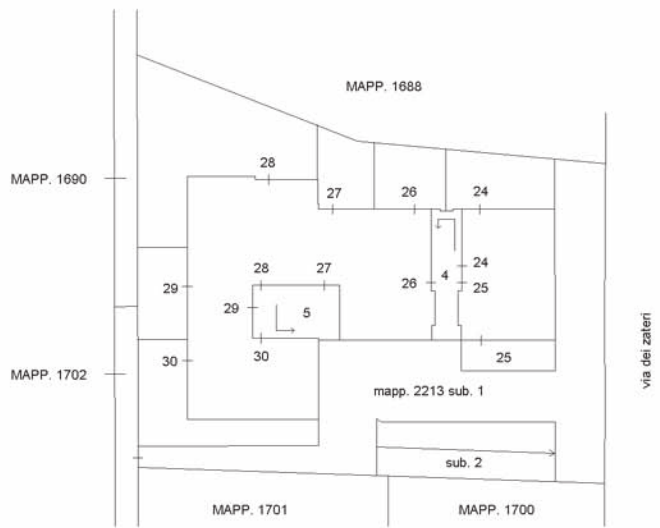 MAPP. 1688
28
MAPP. 1690
27
26
24
24
4
28
27
26
25
29
29
5
30
30
25
via dei zateri
MAPP. 1702
mapp. 2213 sub. 1
sub. 2
MAPP. 1701
MAPP. 1700